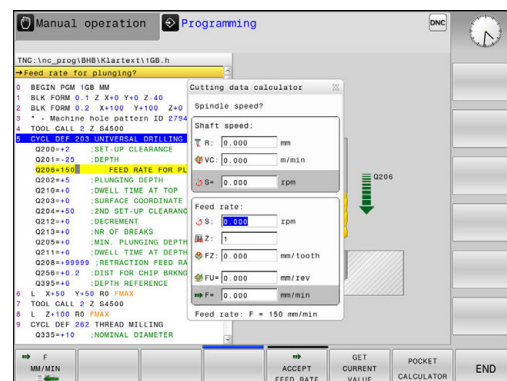 Manual operation
Programming
DNC
TNC:\nc_prog\BHB\Klartext\1GB.h
→Feed rate for plunging?
0 BEGIN PGM 1GB MM
1 BLK FORM 0.1 Z X+0 Y+0 Z-40
2 BLK FORM 0.2 X+100 Y+100 Z+0
3 * - Machine hole pattern ID 2794
4 TOOL CALL 2 Z S4500
5 CYCL DEF 203 UNIVERSAL DRILLING
Q200=+2 ;SET-UP CLEARANCE
Q201=-25 ;DEPTH
Q206=150 FEED RATE FOR PL
Q202=+5 ;PLUNGING DEPTH
Q210=+0 ;DWELL TIME AT TOP
Q203=+0 ;SURFACE COORDINATE
Q204=+50 ;2ND SET-UP CLEARANC
Q212=+0 ;DECREMENT
Q213=+0 ;NR OF BREAKS
Q205=+0 ;MIN. PLUNGING DEPTH
Q211=+0 ;DWELL TIME AT DEPTH
Q208=+99999 ;RETRACTION FEED RA
Q256=+0.2 ;DIST FOR CHIP BRKNG
Q395=+0 ;DEPTH REFERENCE
6 L X+50 Y+50 R0 FMAX
7 TOOL CALL 2 Z S4500
8 L Z+100 R0 FMAX
9 CYCL DEF 262 THREAD MILLING
Q335=+10 ;NOMINAL DIAMETER
Cutting data calculator
Spindle speed?
Shaft speed:
R: 0.000 mm
VC: 0.000 m/min
S= 0.000 rpm
Feed rate:
S: 0.000 rpm
Z: 1
FZ: 0.000 mm/tooth
FU= 0.000 mm/rev
F= 0.000 mm/min
Feed rate: F = 150 mm/min
Q206
F MM/MIN
ACCEPT FEED RATE
GET CURRENT VALUE
POCKET CALCULATOR
END